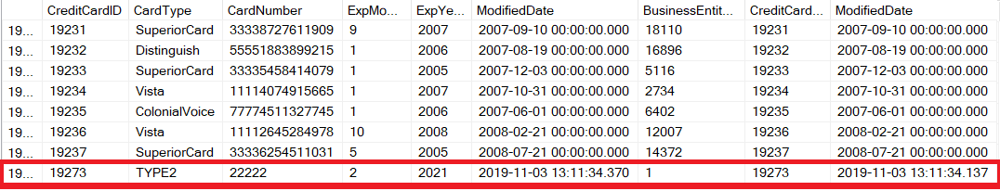 CreditCardID CardType CardNumber ExpMo... ExpYe... ModifiedDate BusinessEntit... CreditCard... ModifiedDate
19... 19231 SuperiorCard 33338727611909 9 2007 2007-09-10 00:00:00.000 18110 19231 2007-09-10 00:00:00.000
19... 19232 Distinguish 55551883899215 1 2006 2007-08-19 00:00:00.000 16896 19232 2007-08-19 00:00:00.000
19... 19233 SuperiorCard 33335458414079 1 2005 2007-12-03 00:00:00.000 5116 19233 2007-12-03 00:00:00.000
19... 19234 Vista 11114074915665 1 2007 2007-10-31 00:00:00.000 2734 19234 2007-10-31 00:00:00.000
19... 19235 ColonialVoice 77774511327745 1 2006 2007-06-01 00:00:00.000 6402 19235 2007-06-01 00:00:00.000
19... 19236 Vista 11112645284978 10 2008 2008-02-21 00:00:00.000 12007 19236 2008-02-21 00:00:00.000
19... 19237 SuperiorCard 33336254511031 5 2005 2008-07-21 00:00:00.000 14372 19237 2008-07-21 00:00:00.000
19... 19273 TYPE2 22222 2 2021 2019-11-03 13:11:34.370 1 19273 2019-11-03 13:11:34.137